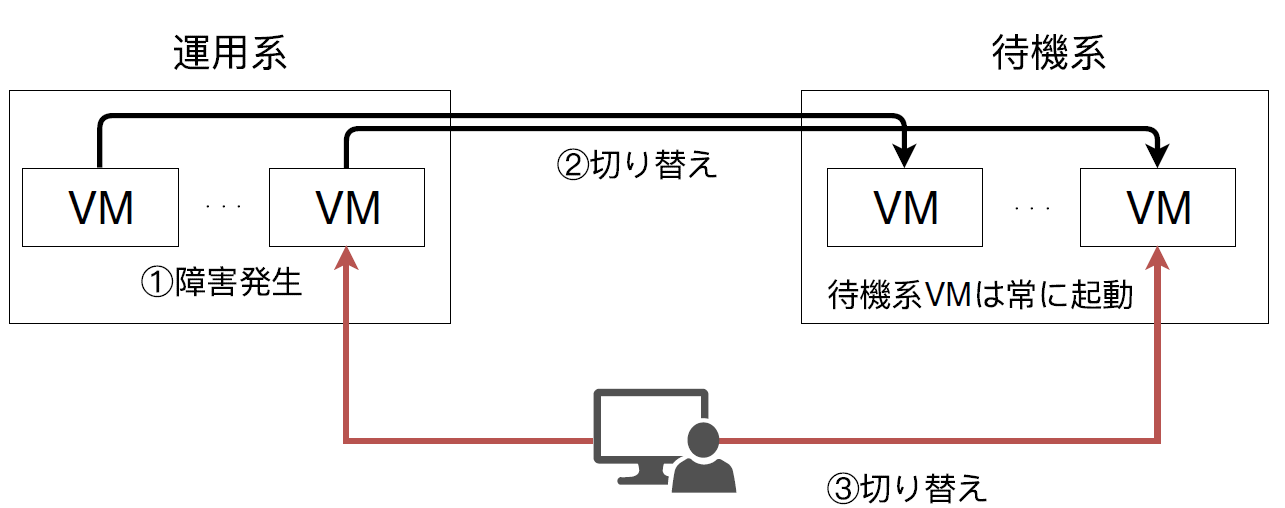 運用系
待機系
②切り替え
VM
· · ·
VM
VM
· · ·
VM
①障害発生
待機系VMは常に起動
③切り替え